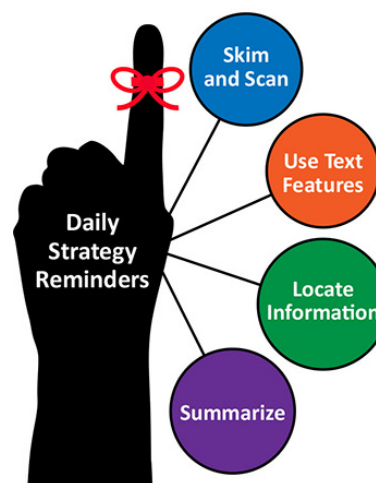 Daily
Strategy
Reminders
Skim
and Scan
Use Text
Features
Locate
Information
Summarize